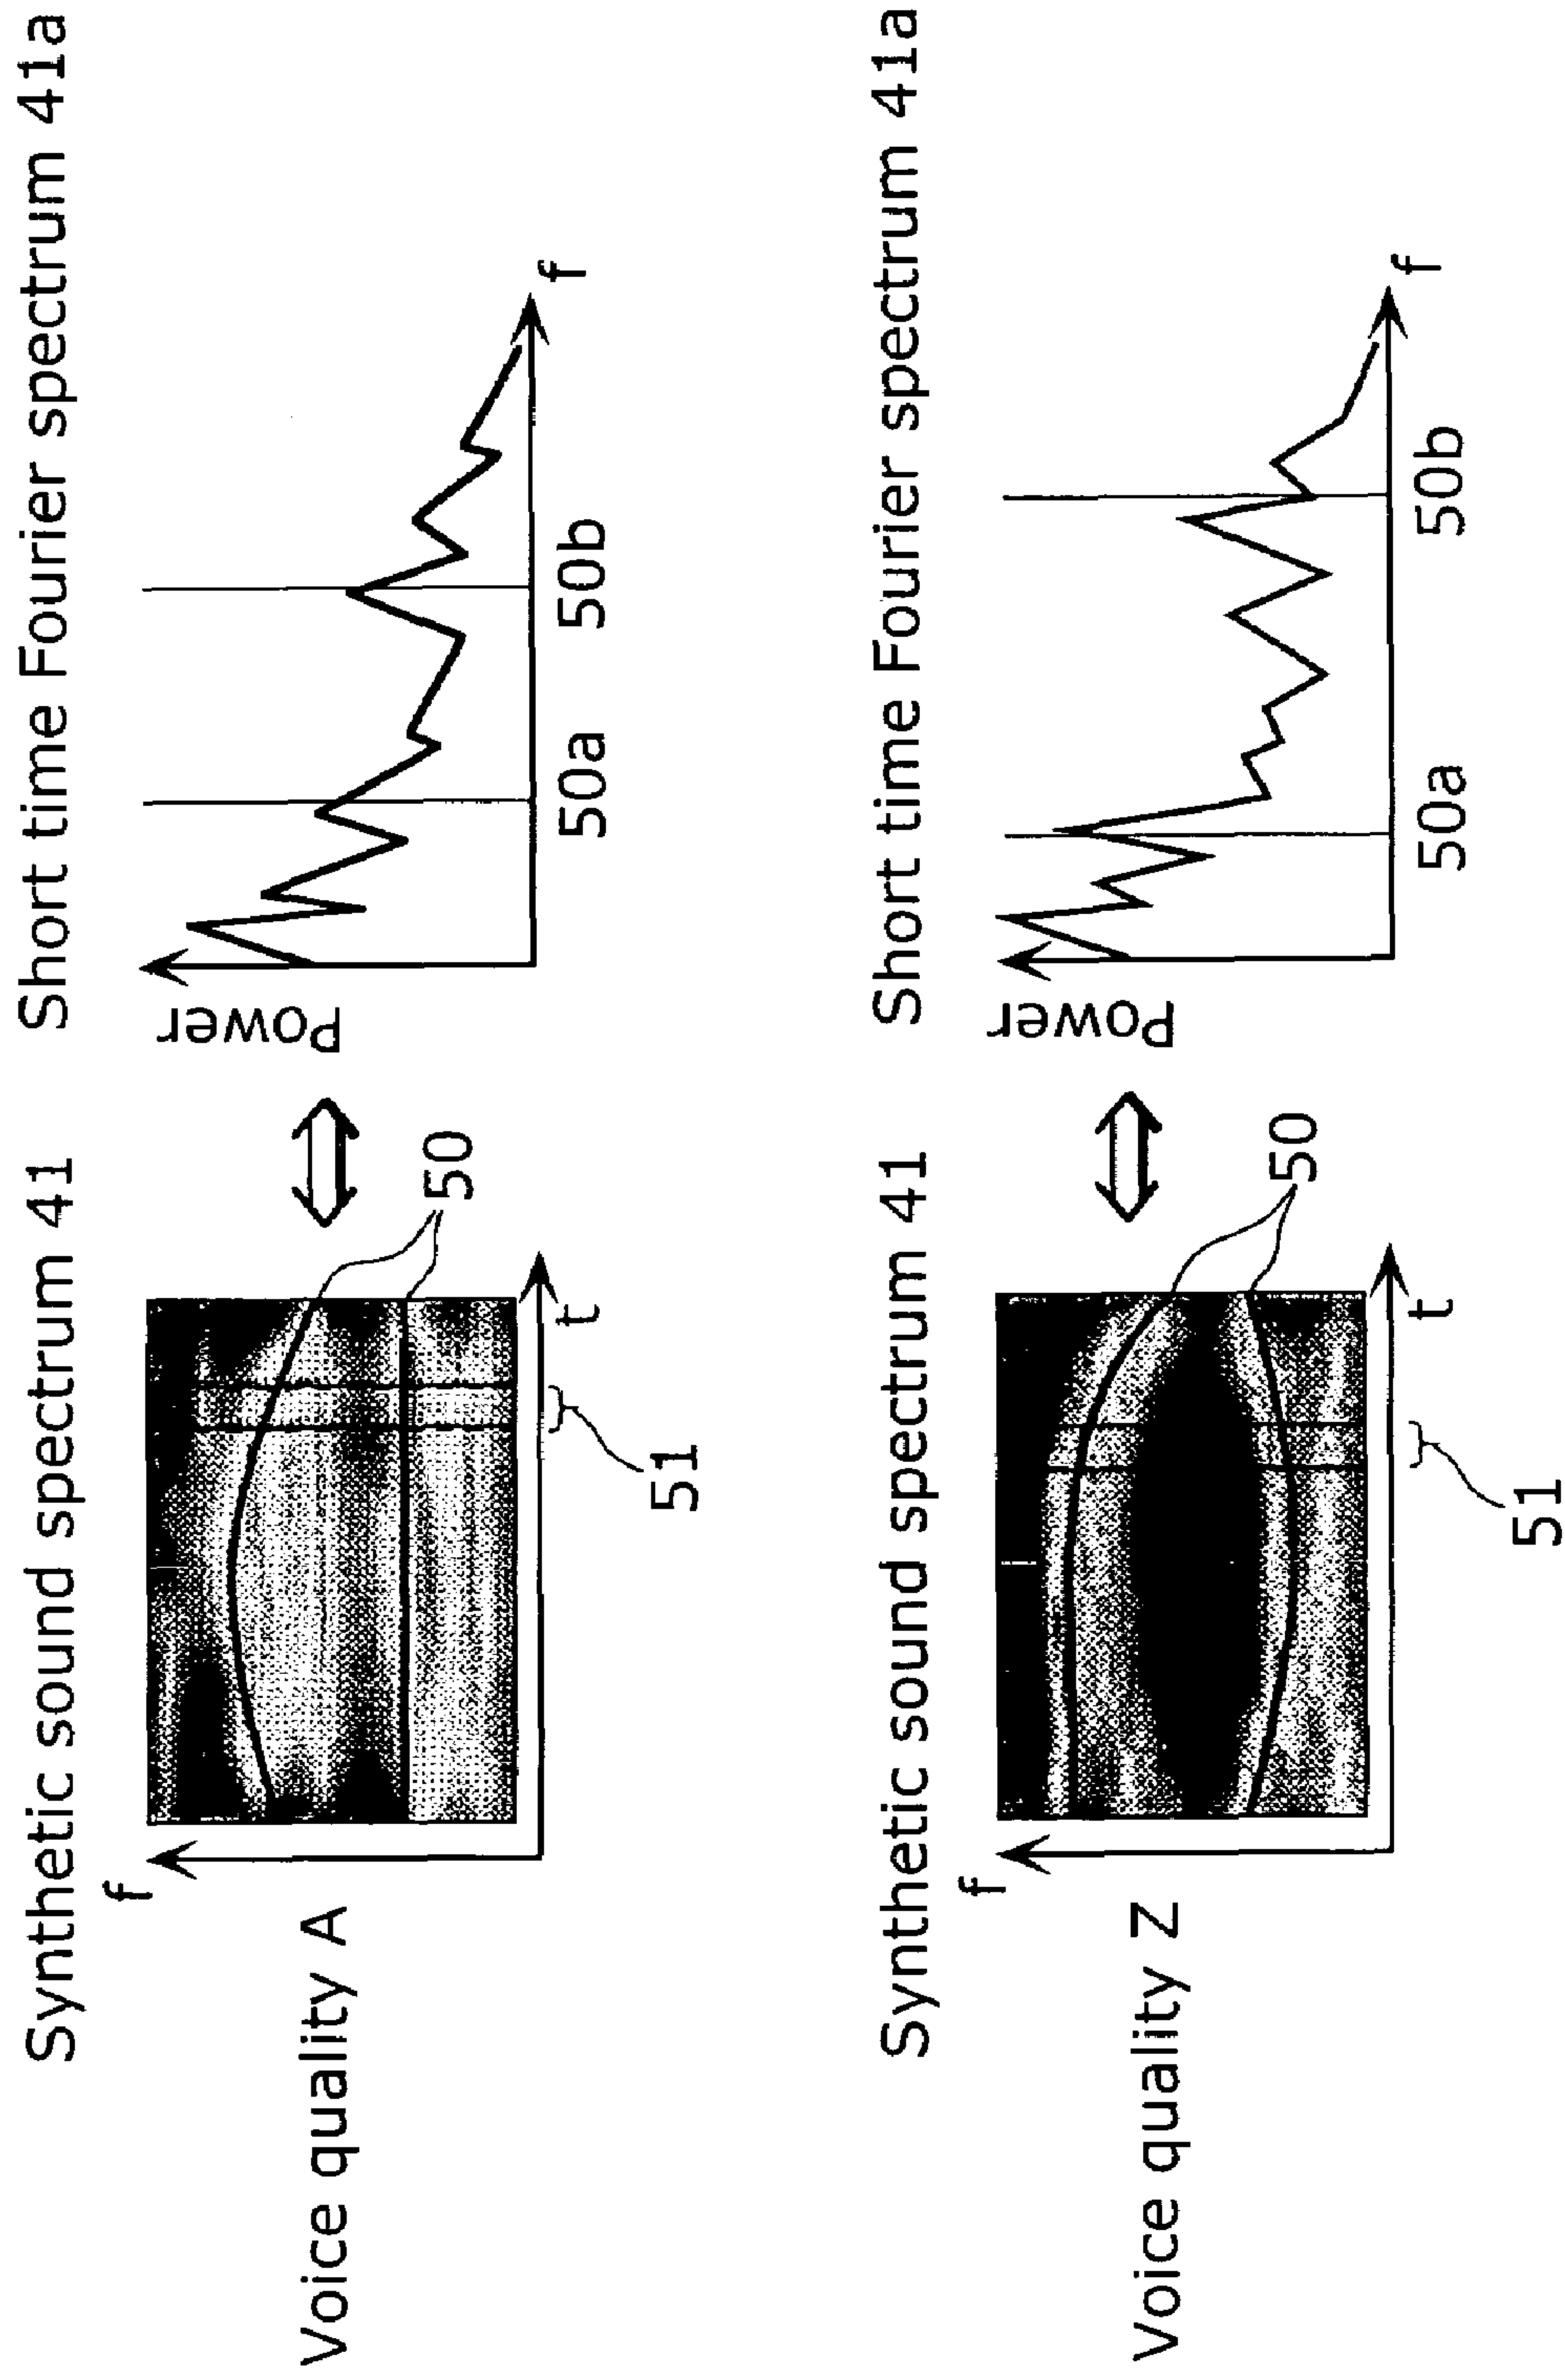 Synthetic sound spectrum 41
Short time Fourier spectrum 41a
Voice quality A
f
t
50
51
Power
f
50a
50b
Synthetic sound spectrum 41
Short time Fourier spectrum 41a
Voice quality Z
f
t
50
51
Power
f
50a
50b